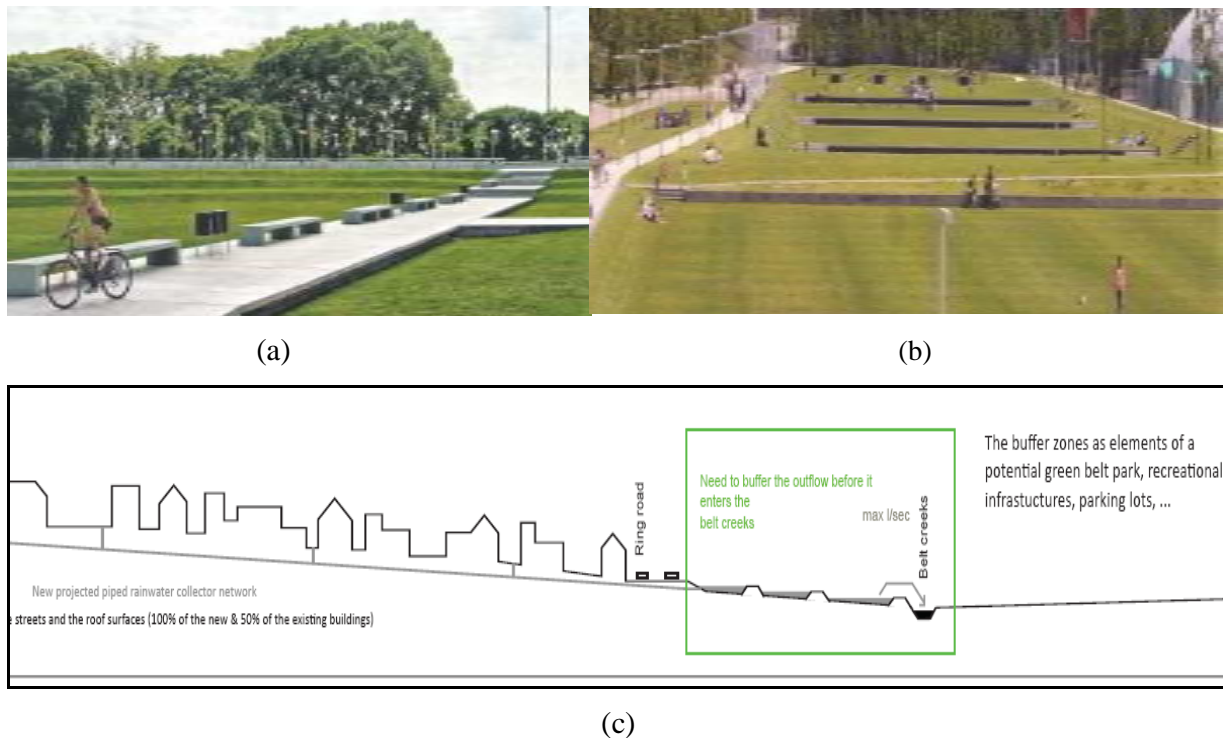 (a)
(b)
Ring road
Need to buffer the outflow before it
enters the
belt creeks
max l/sec
Belt creeks
The buffer zones as elements of a
potential green belt park, recreational
infrastuctures, parking lots, ...
New projected piped rainwater collector network
e streets and the roof surfaces (100% of the new & 50% of the existing buildings)
(c)